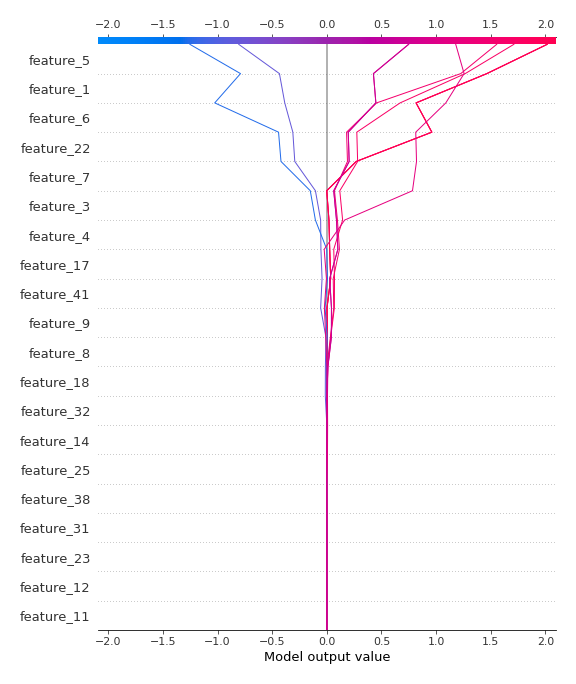 −2.0 −1.5 −1.0 −0.5 0.0 0.5 1.0 1.5 2.0
feature_5
feature_1
feature_6
feature_22
feature_7
feature_3
feature_4
feature_17
feature_41
feature_9
feature_8
feature_18
feature_32
feature_14
feature_25
feature_38
feature_31
feature_23
feature_12
feature_11
−2.0 −1.5 −1.0 −0.5 0.0 0.5 1.0 1.5 2.0
Model output value